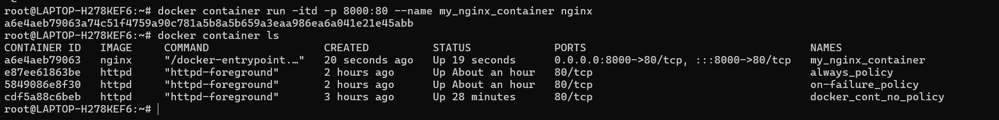 root@LAPTOP-H278KEF6:~# docker container run -itd -p 8000:80 --name my_nginx_container nginx
a6e4aeb79063a74c51f4759a90c781a5b8a5b659a3eaa986ea6a041e21e45abb
root@LAPTOP-H278KEF6:~# docker container ls
CONTAINER ID   IMAGE     COMMAND                  CREATED          STATUS             PORTS                                   NAMES
a6e4aeb79063   nginx     "/docker-entrypoint.…"   20 seconds ago   Up 19 seconds      0.0.0.0:8000->80/tcp, :::8000->80/tcp   my_nginx_container
e87ee61863be   httpd     "httpd-foreground"       2 hours ago      Up About an hour   80/tcp                                  always_policy
5849086e8f30   httpd     "httpd-foreground"       2 hours ago      Up About an hour   80/tcp                                  on-failure_policy
cdf5a88c6beb   httpd     "httpd-foreground"       3 hours ago      Up 28 minutes      80/tcp                                  docker_cont_no_policy
root@LAPTOP-H278KEF6:~#